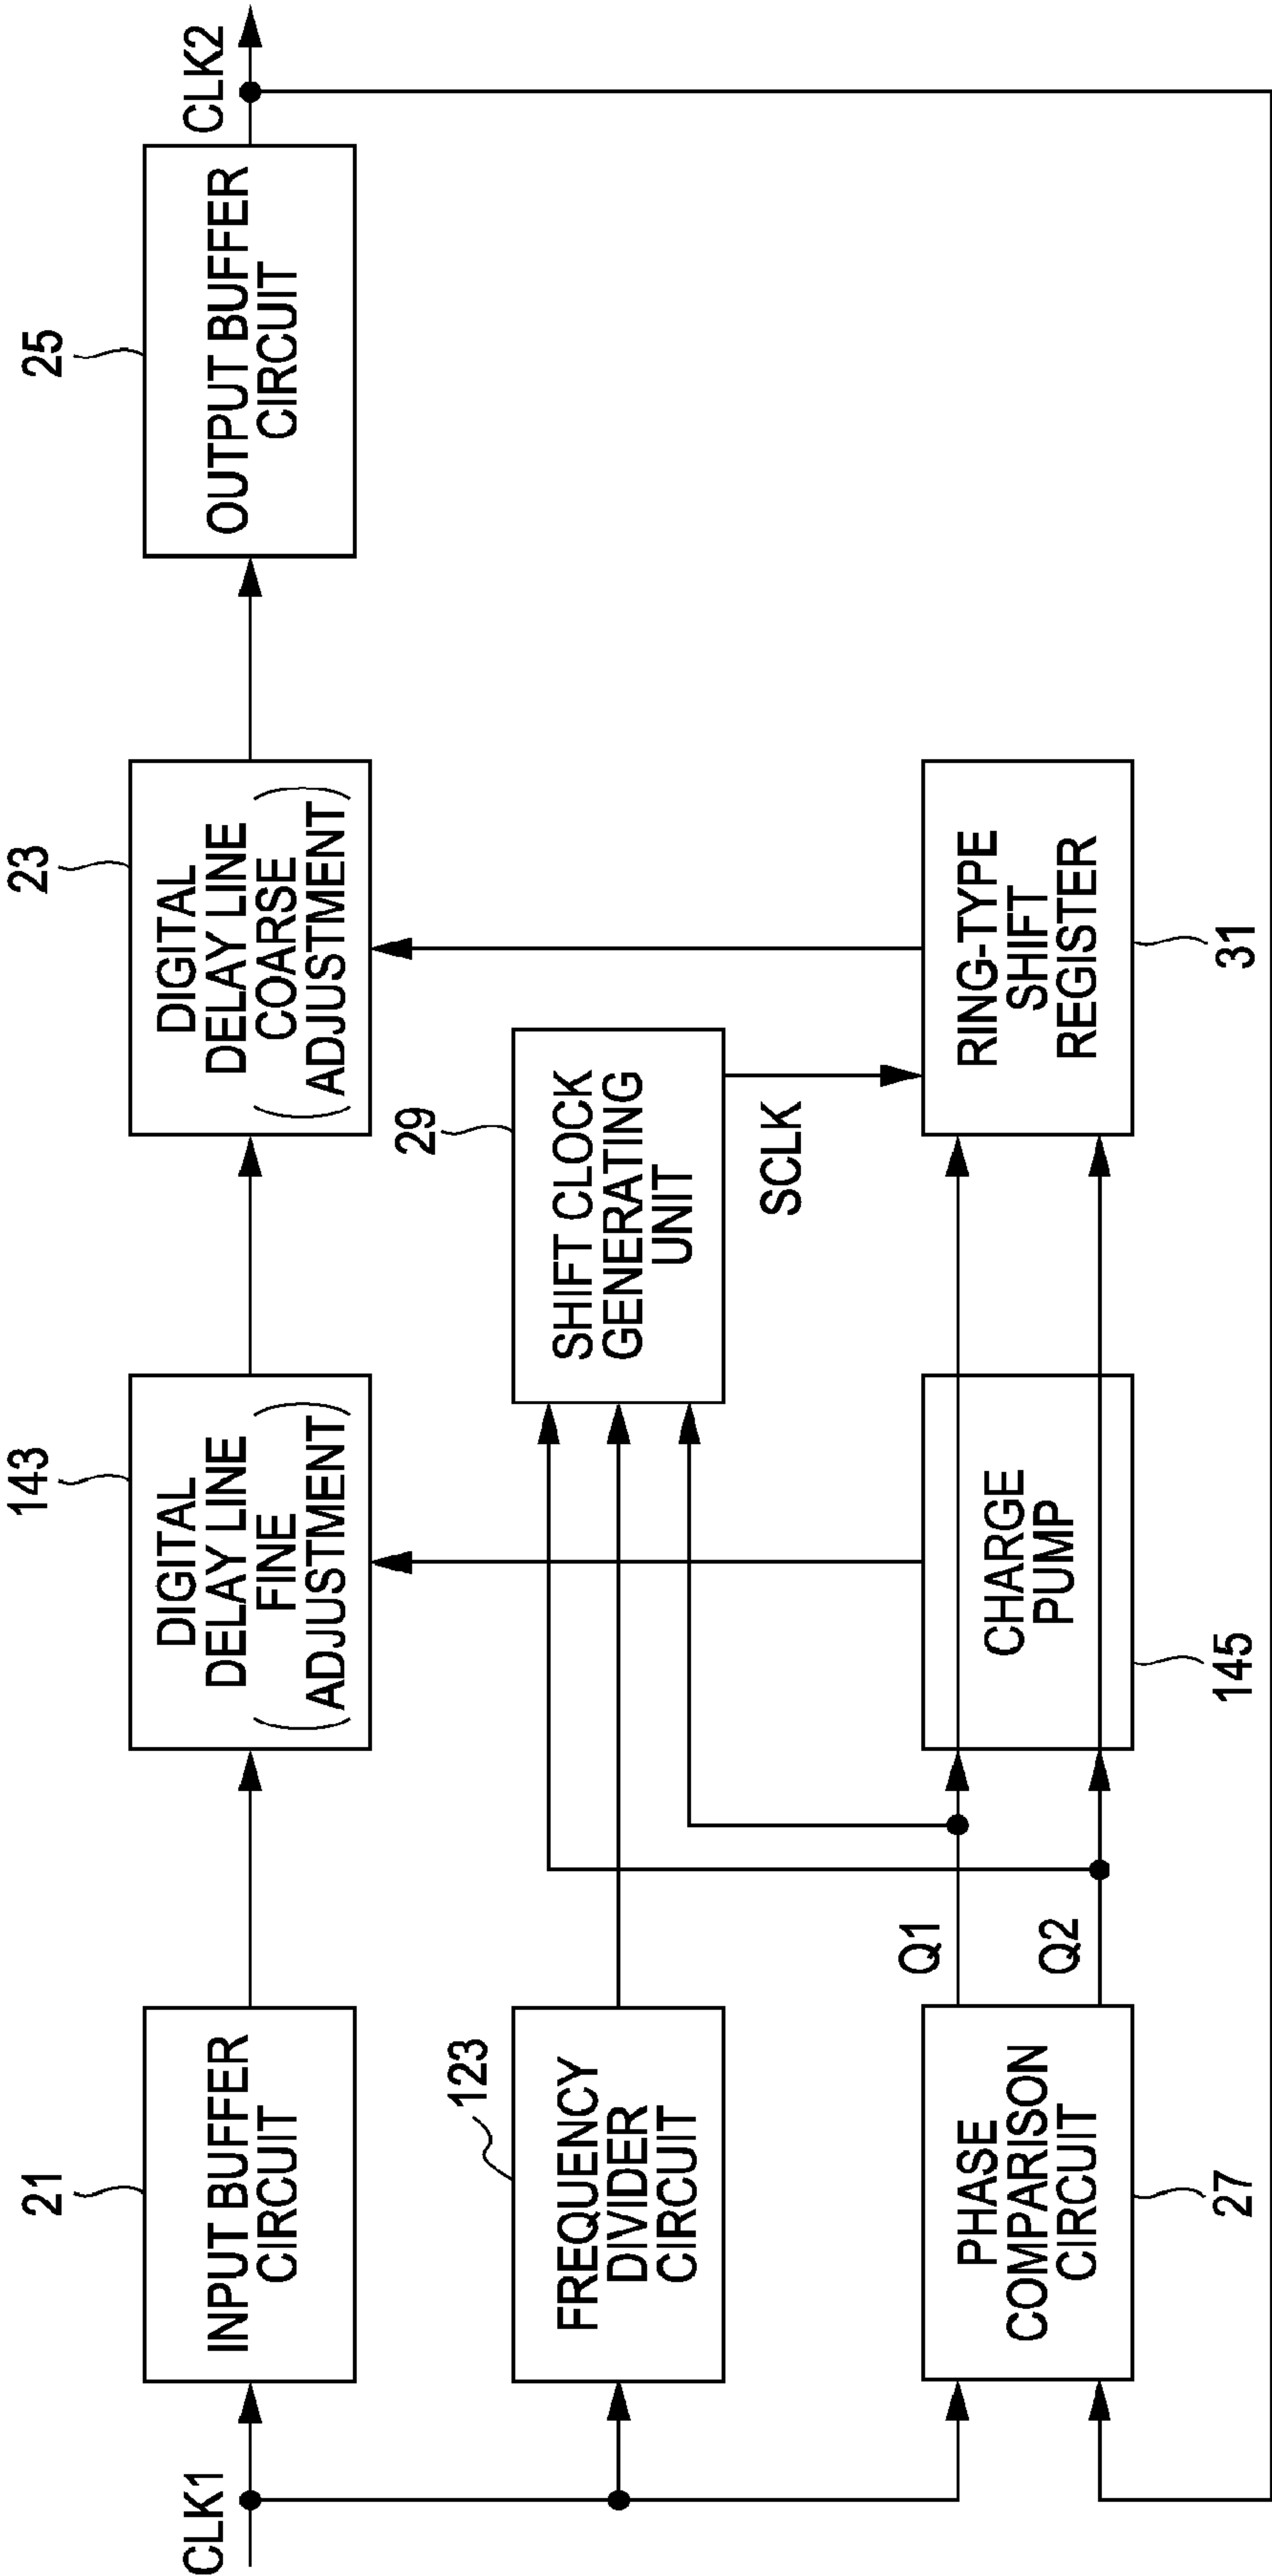 CLK1
21
INPUT BUFFER
CIRCUIT
143
DIGITAL
DELAY LINE
FINE
ADJUSTMENT
23
DIGITAL
DELAY LINE
COARSE
ADJUSTMENT
25
OUTPUT BUFFER
CIRCUIT
CLK2
123
FREQUENCY
DIVIDER
CIRCUIT
29
SHIFT CLOCK
GENERATING
UNIT
SCLK
PHASE
COMPARISON
CIRCUIT
27
Q1
Q2
CHARGE
PUMP
145
RING-TYPE
SHIFT
REGISTER
31